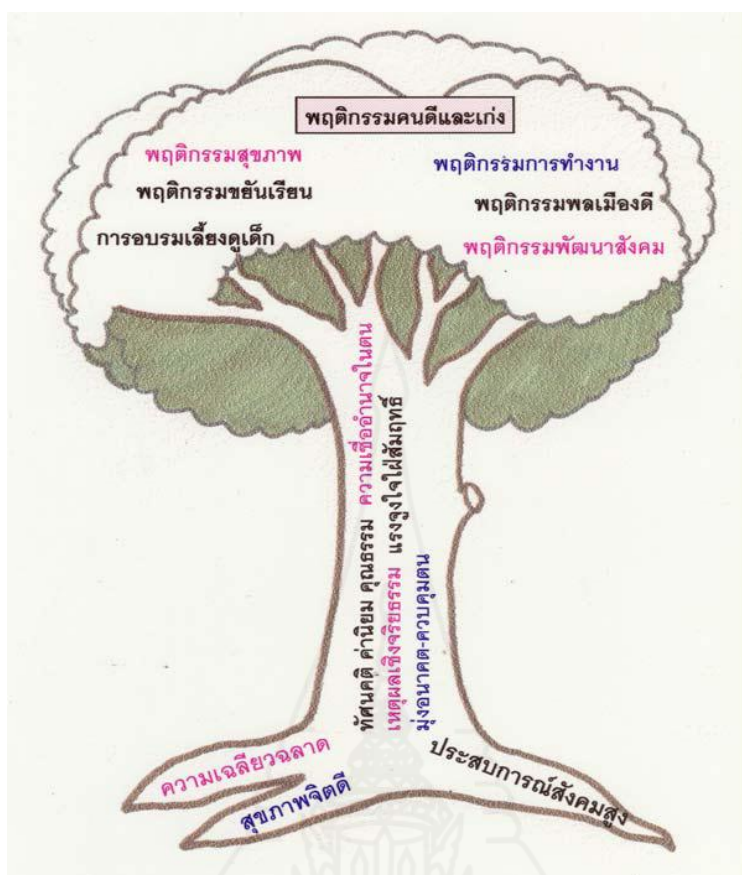 พฤติกรรมคนดีและเก่ง
พฤติกรรมสุขภาพ
พฤติกรรมการทำงาน
พฤติกรรมขยันเรียน
พฤติกรรมพลเมืองดี
การอบรมเลี้ยงดูเด็ก
พฤติกรรมพัฒนาสังคม
ทัศนคติ ค่านิยม คุณธรรม ความเชื่ออำนาจในตน
เหตุผลเชิงจริยธรรม แรงจูงใจใฝ่สัมฤทธิ์
มุ่งอนาคต-ควบคุมตน
ความเฉลียวฉลาด
สุขภาพจิตดี
ประสบการณ์สังคมสูง